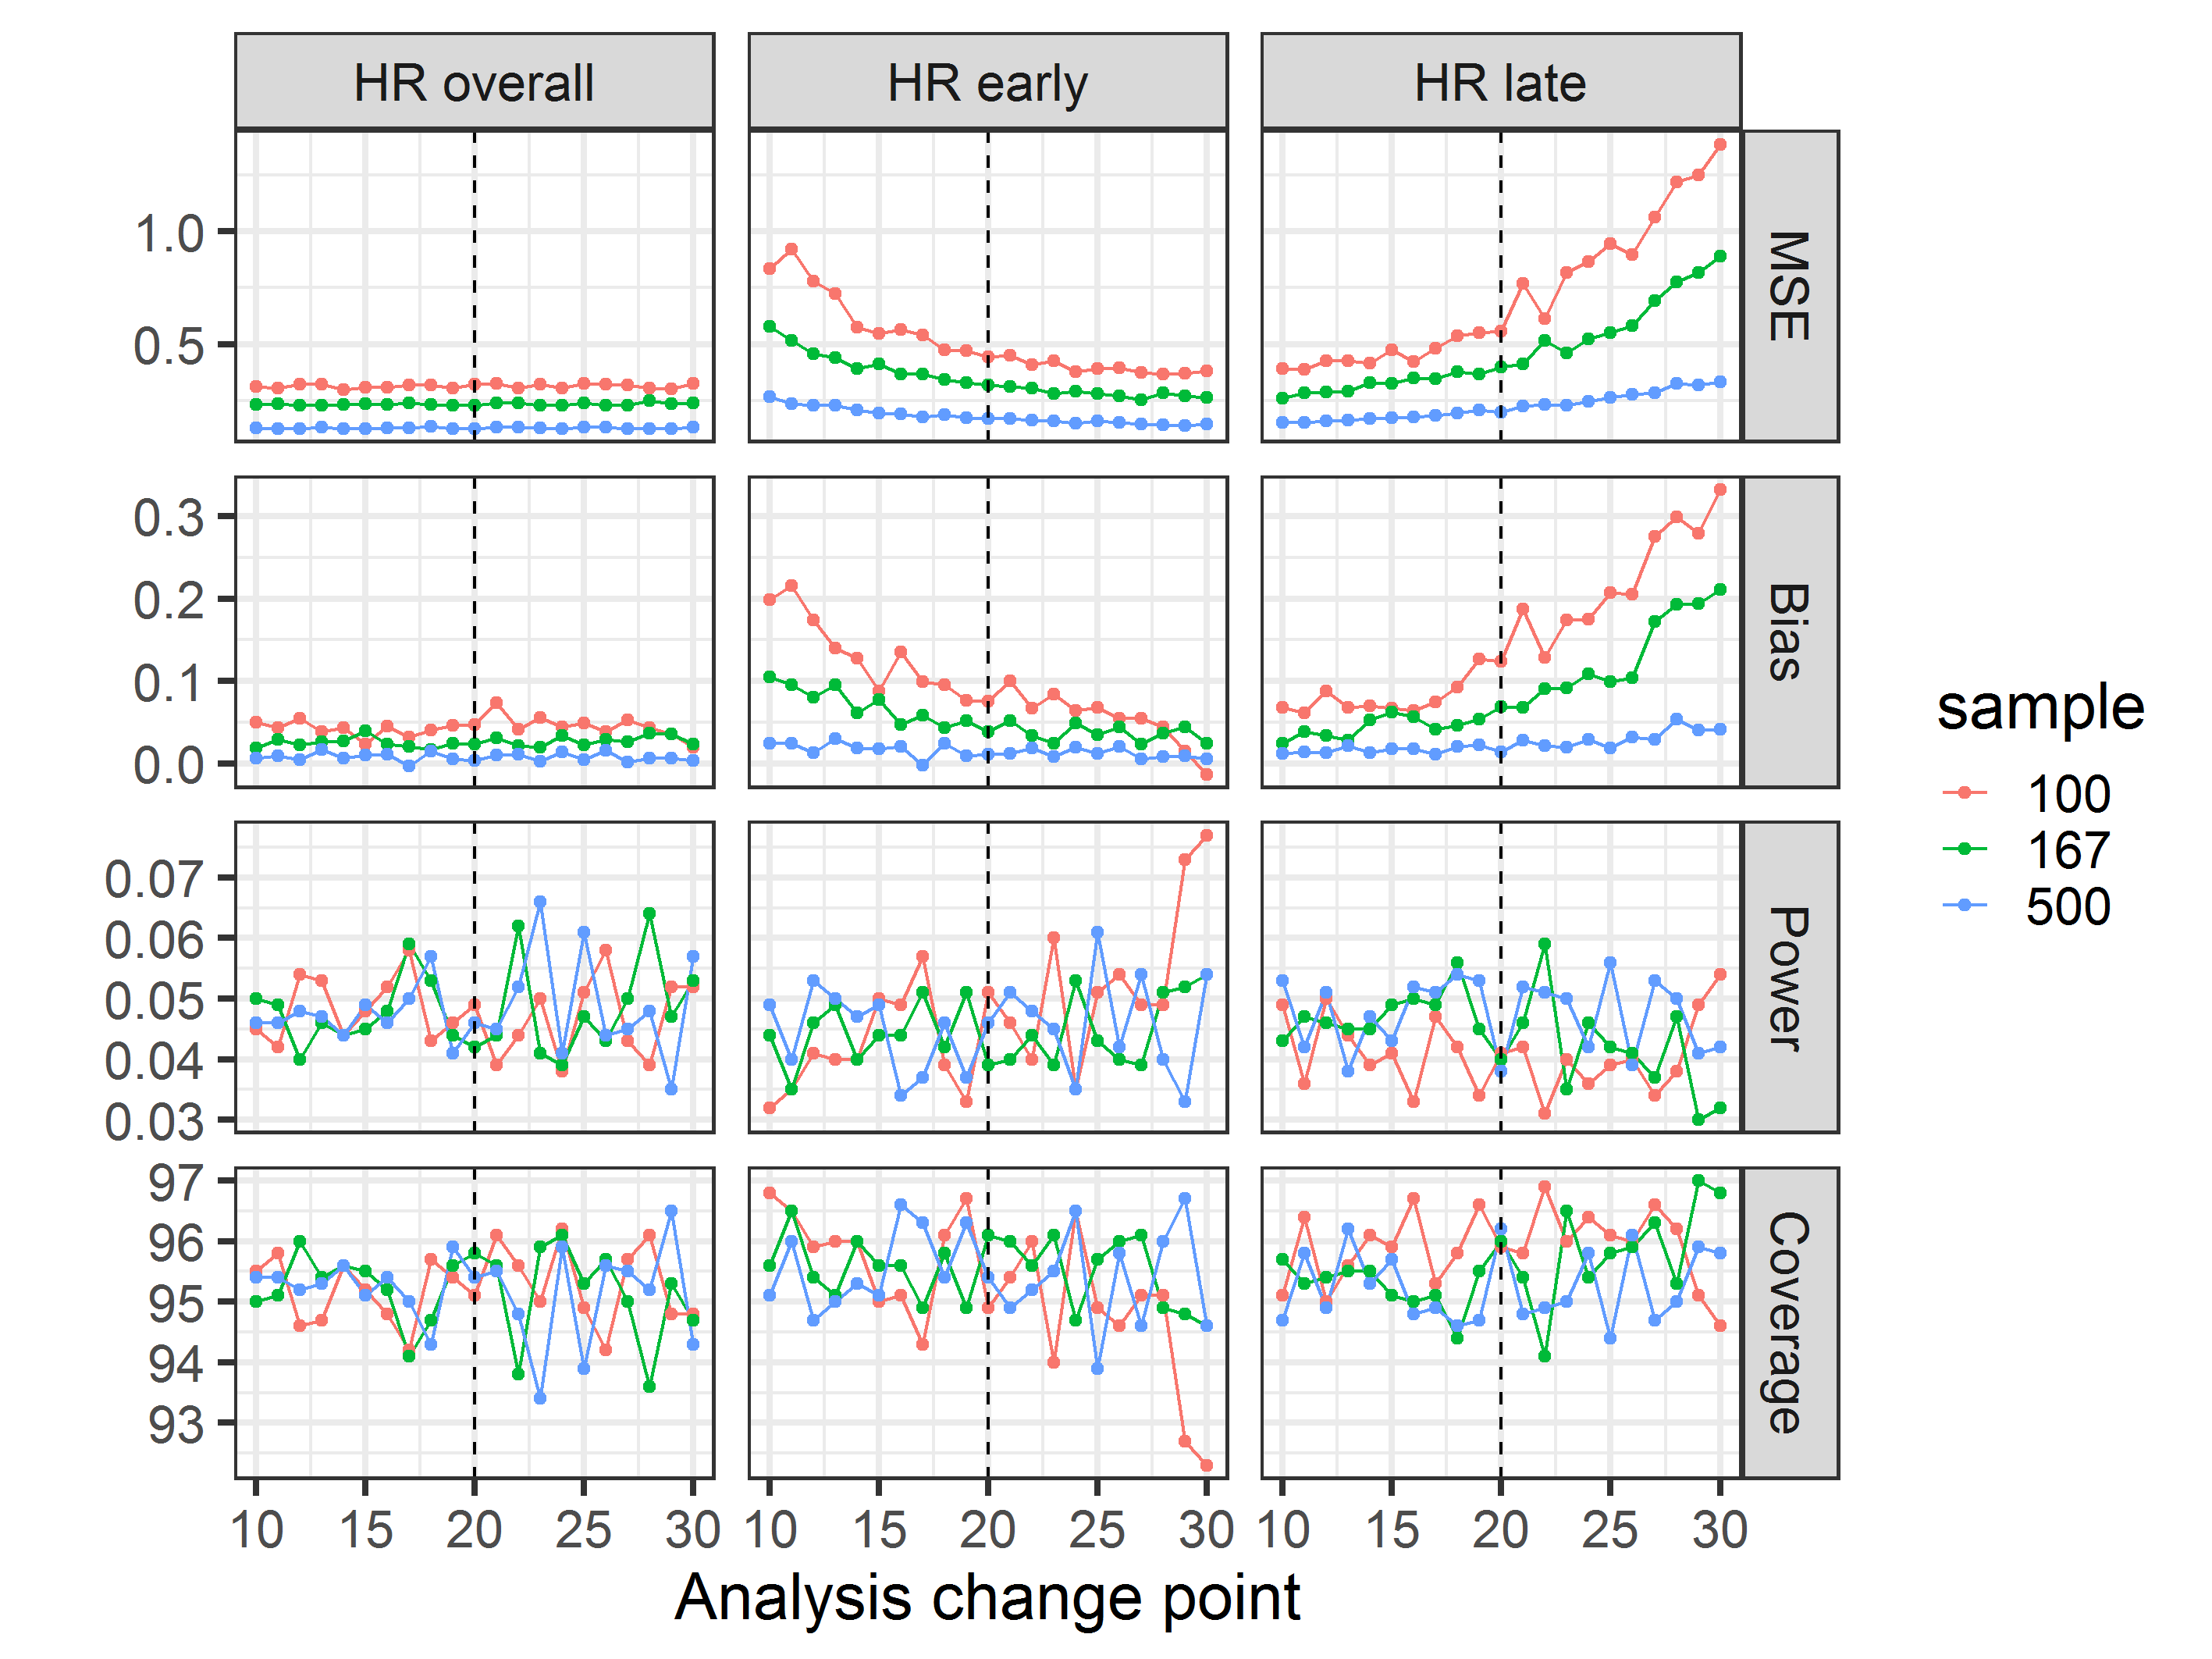 HR overall HR early HR late
MSE
1.0
0.5
Bias
0.3
0.2
0.1
0.0
Power
0.07
0.06
0.05
0.04
0.03
Coverage
97
96
95
94
93
10 15 20 25 30 10 15 20 25 30 10 15 20 25 30
Analysis change point
sample
100
167
500